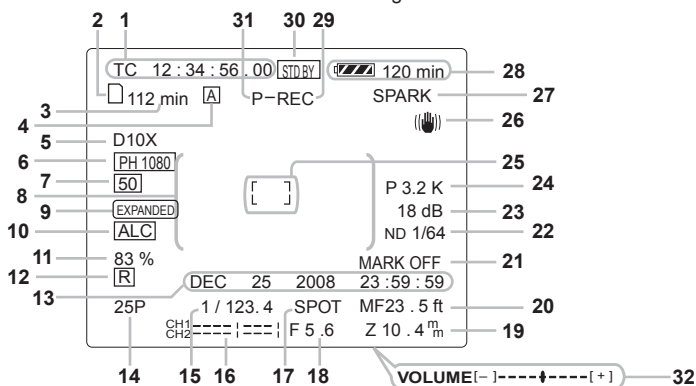 31 30 29
2 1
TC 12 : 34 : 56 . 00 STD BY 120 min 28
112 min A P-REC SPARK 27
3
4 26
5 D10X 25
6 PH 1080
7 50 P 3.2 K 24
8
9 EXPANDED 18 dB 23
10 ALC ND 1/64 22
11 83 % MARK OFF 21
12 R
13 DEC 25 2008 23 : 59 : 59
25P 1 / 123. 4 SPOT MF23 . 5 ft 20
CH1
CH2 F 5 .6 Z 10 . 4 m m 19
14 15 16 17 18
VOLUME [ - ] ----♦---- [ + ] 32